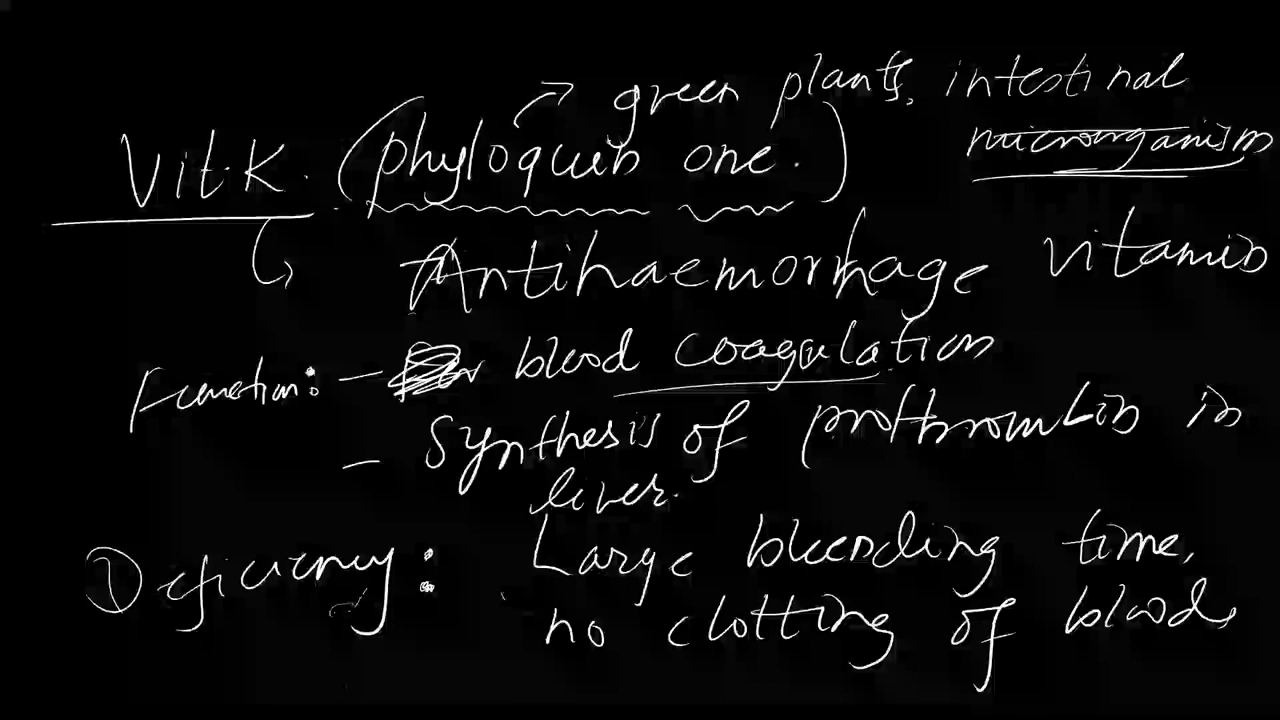 → green plants, intestinal
Vit.K. (phyloquin one.) microorganism
Antihaemorrhage vitamin
Function: - blood coagulation
- Synthesis of prothrombin in
liver.
Deficiency: Large bleending time,
no clotting of blood,